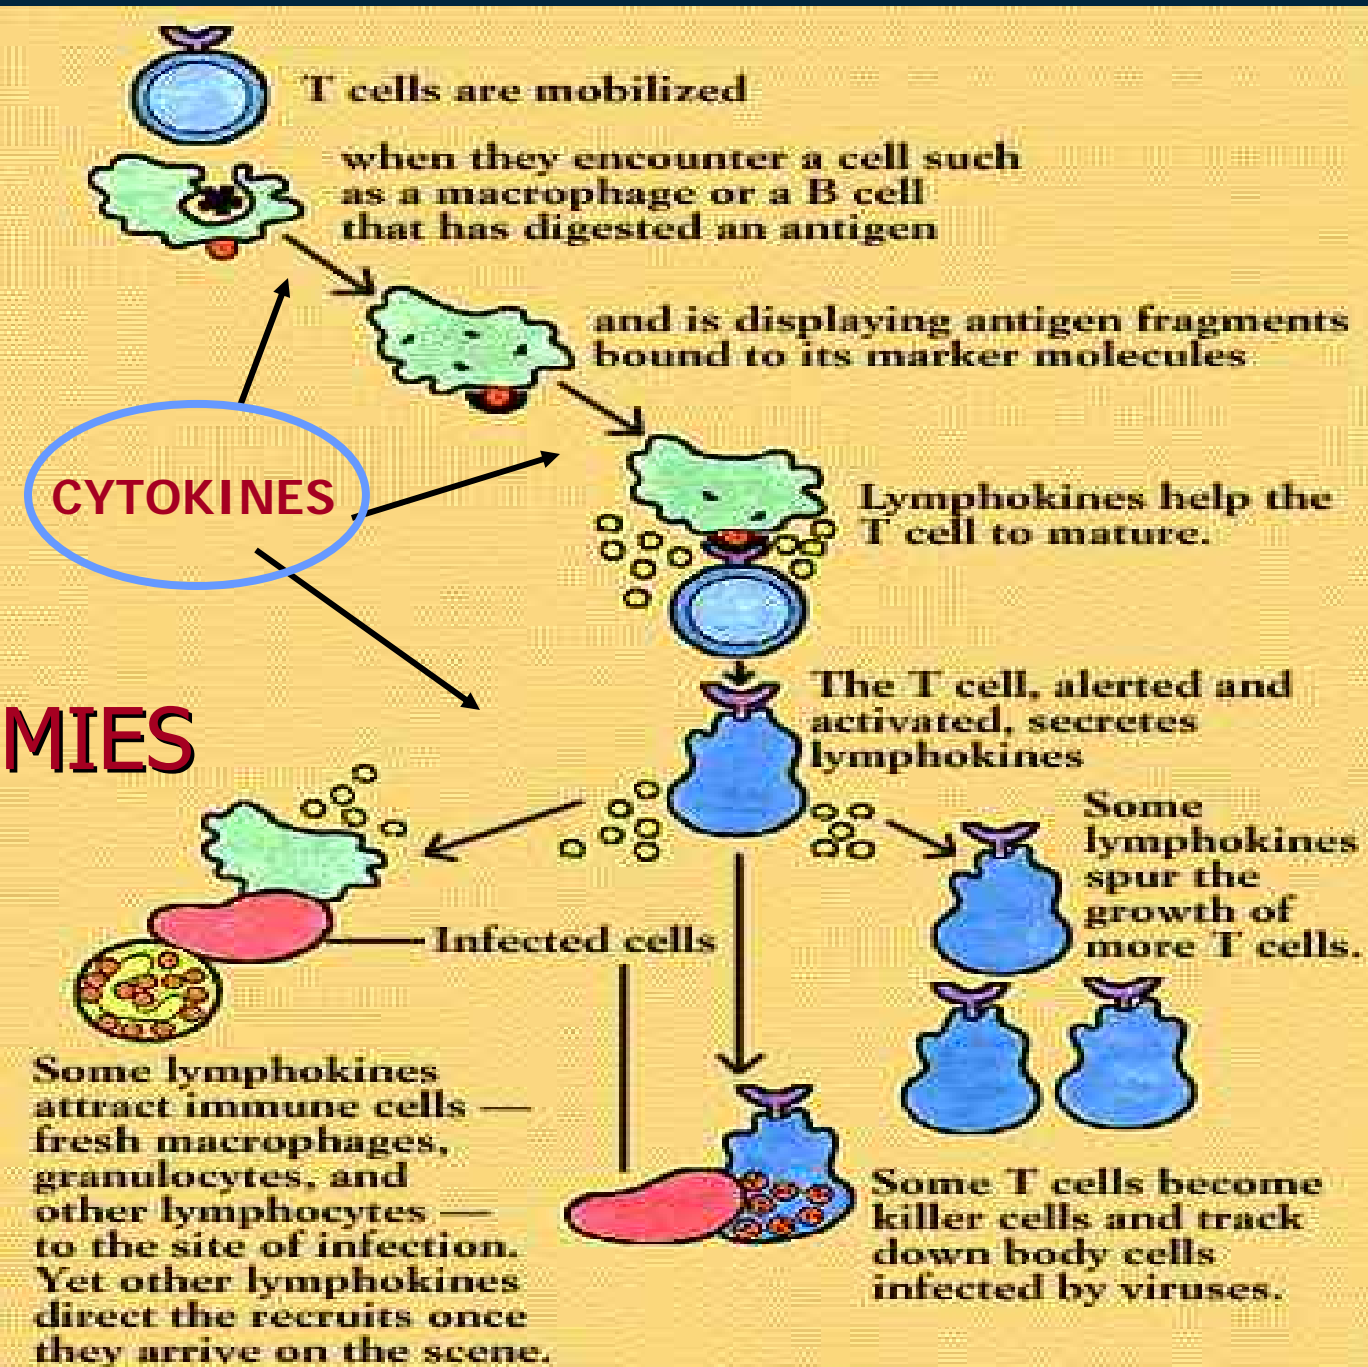 T cells are mobilized
when they encounter a cell such
as a macrophage or a B cell
that has digested an antigen
and is displaying antigen fragments
bound to its marker molecules
CYTOKINES
Lymphokines help the
T cell to mature.
The T cell, alerted and
activated, secretes
lymphokines
MIES
Some
lymphokines
spur the
growth of
more T cells.
Infected cells
Some lymphokines
attract immune cells —
fresh macrophages,
granulocytes, and
other lymphocytes —
to the site of infection.
Yet other lymphokines
direct the recruits once
they arrive on the scene.
Some T cells become
killer cells and track
down body cells
infected by viruses.